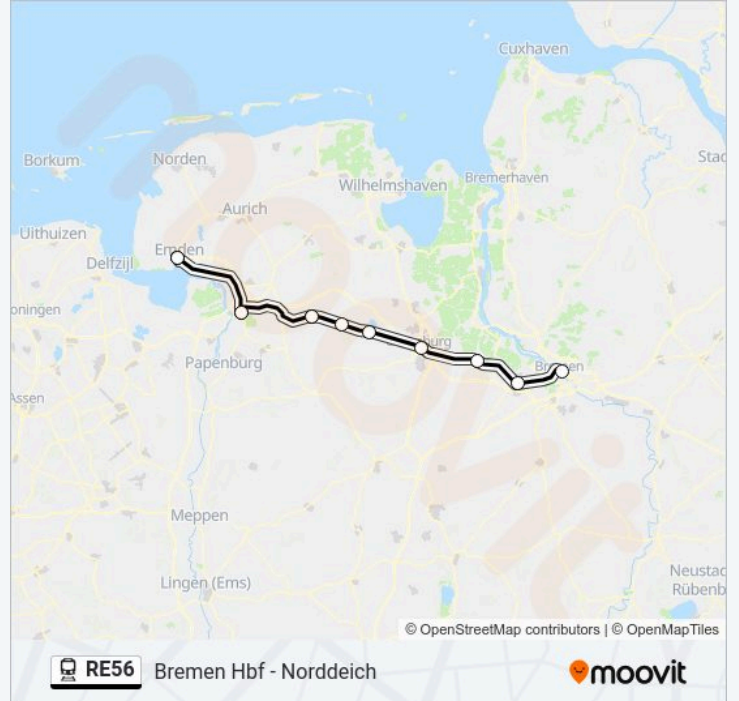 Cuxhaven
Borkum
Norden
Stad
Wilhelmshaven
Bremerhaven
Aurich
Uithuizen
Emden
Delfzijl
oningen
burg
Papenburg
Bremen
Assen
Meppen
Neustad
Rübenb
Lingen (Ems)
© OpenStreetMap contributors | © OpenMapTiles
RE56 Bremen Hbf - Norddeich
moovit